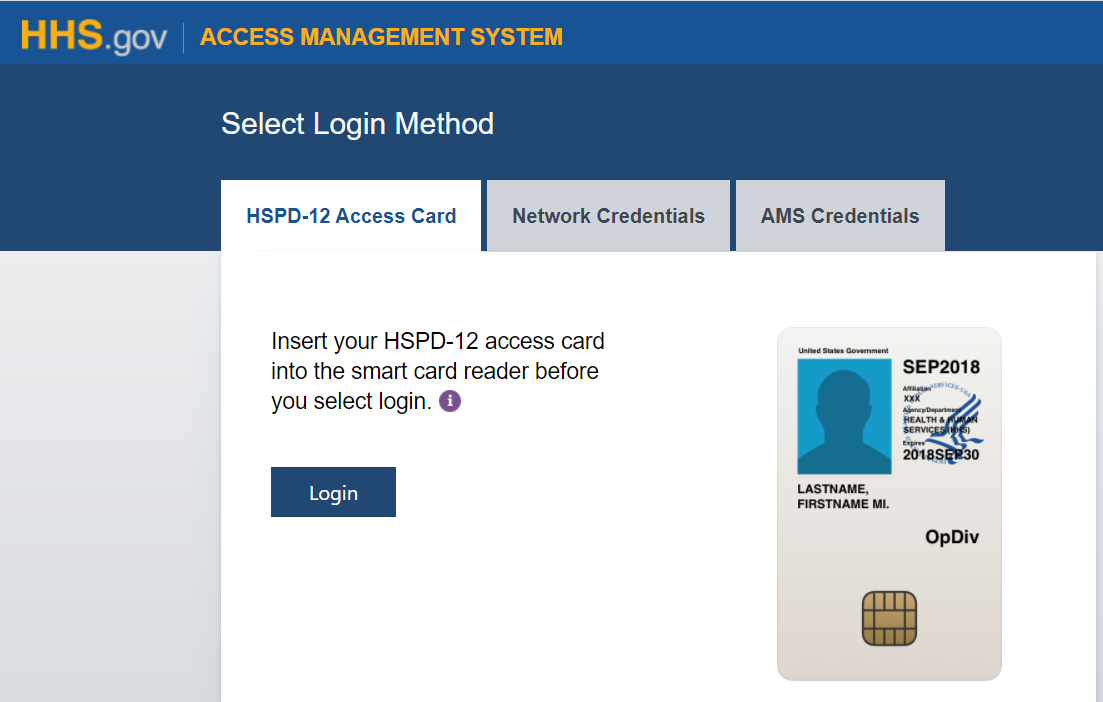 HHS.gov ACCESS MANAGEMENT SYSTEM
Select Login Method
HSPD-12 Access Card
Network Credentials
AMS Credentials
Insert your HSPD-12 access card
into the smart card reader before
you select login. i
Login
United States Government
SEP2018
Affiliation
XXX
Agency/Department
HEALTH & HUMAN
SERVICES (HHS)
Expires
2018SEP30
LASTNAME,
FIRSTNAME MI.
OpDiv